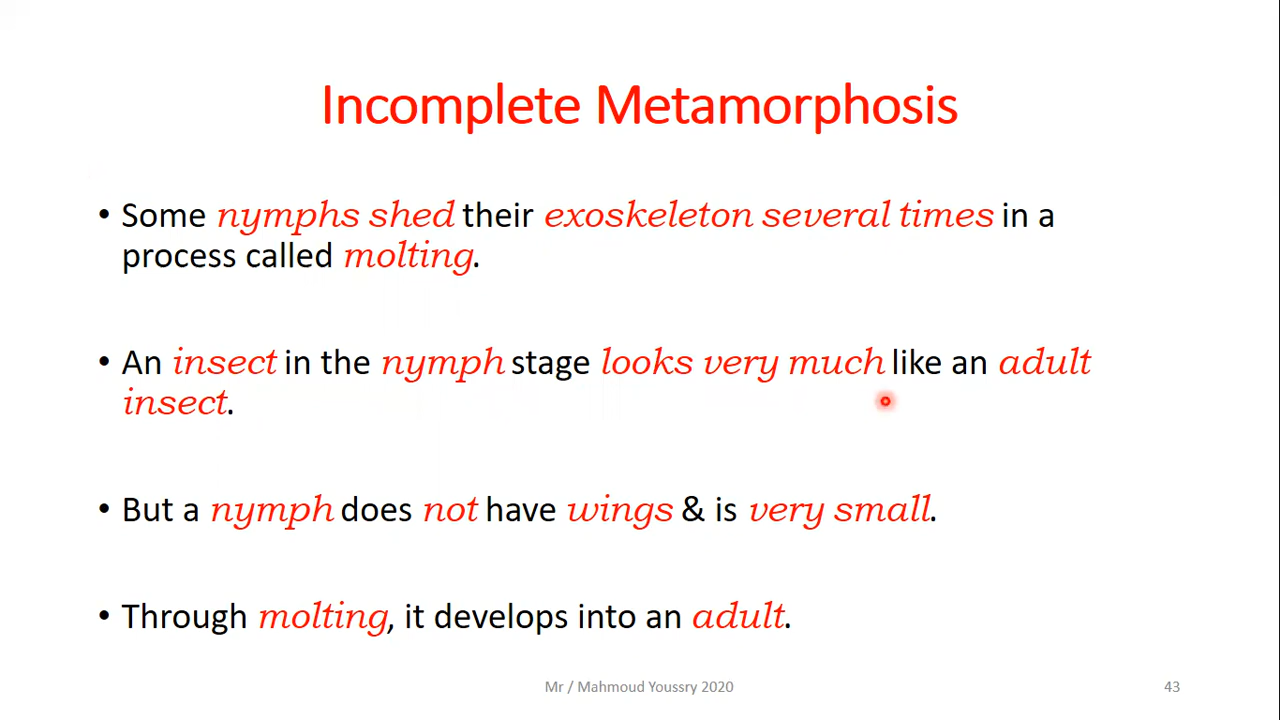 Incomplete Metamorphosis
• Some nymphs shed their exoskeleton several times in a
process called molting.
• An insect in the nymph stage looks very much like an adult
insect.
• But a nymph does not have wings & is very small.
• Through molting, it develops into an adult.
Mr / Mahmoud Youssry 2020
43